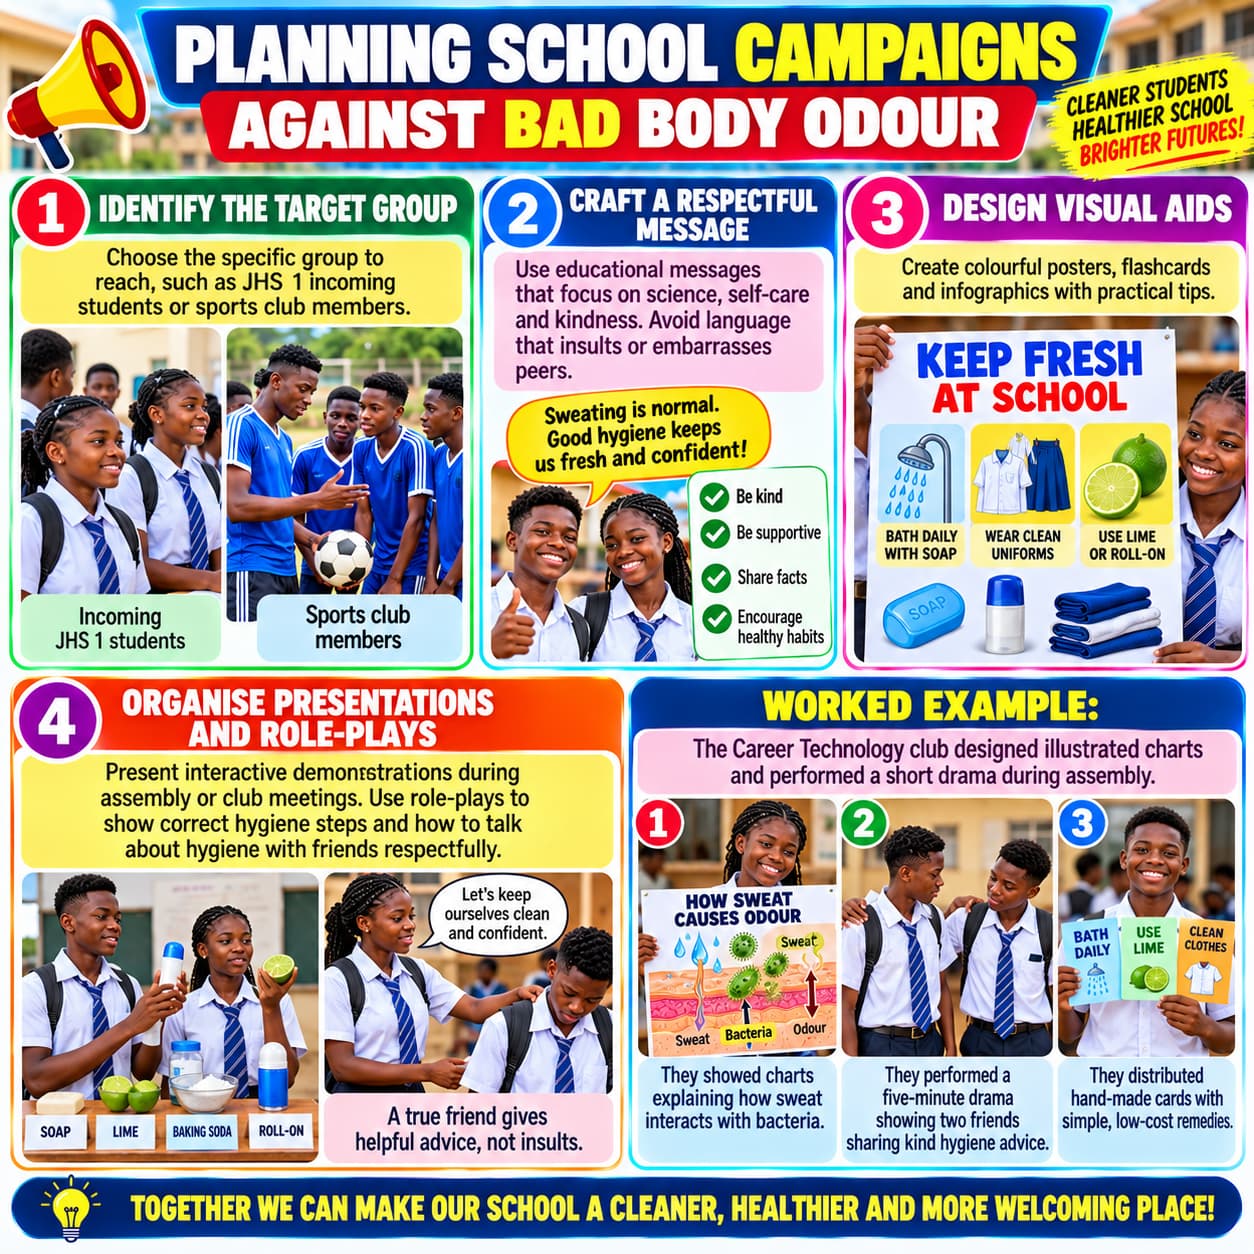 PLANNING SCHOOL CAMPAIGNS
AGAINST BAD BODY ODOUR
CLEANER STUDENTS
HEALTHIER SCHOOL
BRIGHTER FUTURES!
1
IDENTIFY THE TARGET GROUP
Choose the specific group to
reach, such as JHS 1 incoming
students or sports club members.
Incoming
JHS 1 students
Sports club
members
2
CRAFT A RESPECTFUL
MESSAGE
Use educational messages
that focus on science, self-care
and kindness. Avoid language
that insults or embarrasses
peers.
Sweating is normal.
Good hygiene keeps
us fresh and confident!
Be kind
Be supportive
Share facts
Encourage
healthy habits
3
DESIGN VISUAL AIDS
Create colourful posters, flashcards
and infographics with practical tips.
KEEP FRESH
AT SCHOOL
BATH DAILY
WITH SOAP
WEAR CLEAN
UNIFORMS
USE LIME
OR ROLL-ON
SOAP
4
ORGANISE PRESENTATIONS
AND ROLE-PLAYS
Present interactive demonstrations during
assembly or club meetings. Use role-plays to
show correct hygiene steps and how to talk
about hygiene with friends respectfully.
SOAP
LIME
BAKING SODA
ROLL-ON
Let's keep
ourselves clean
and confident.
A true friend gives
helpful advice, not insults.
WORKED EXAMPLE:
The Career Technology club designed illustrated charts
and performed a short drama during assembly.
1
HOW SWEAT
CAUSES ODOUR
Sweat
Sweat
Bacteria
Odour
They showed charts
explaining how sweat
interacts with bacteria.
2
They performed a
five-minute drama
showing two friends
sharing kind hygiene advice.
3
BATH
DAILY
USE
LIME
CLEAN
CLOTHES
They distributed
hand-made cards with
simple, low-cost remedies.
TOGETHER WE CAN MAKE OUR SCHOOL A CLEANER, HEALTHIER AND MORE WELCOMING PLACE!